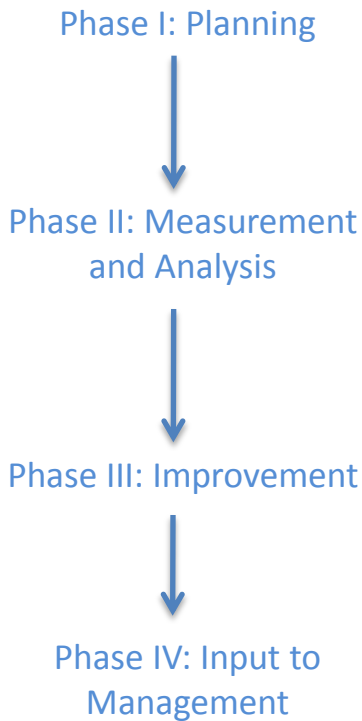 Phase I: Planning
Phase II: Measurement
and Analysis
Phase III: Improvement
Phase IV: Input to
Management